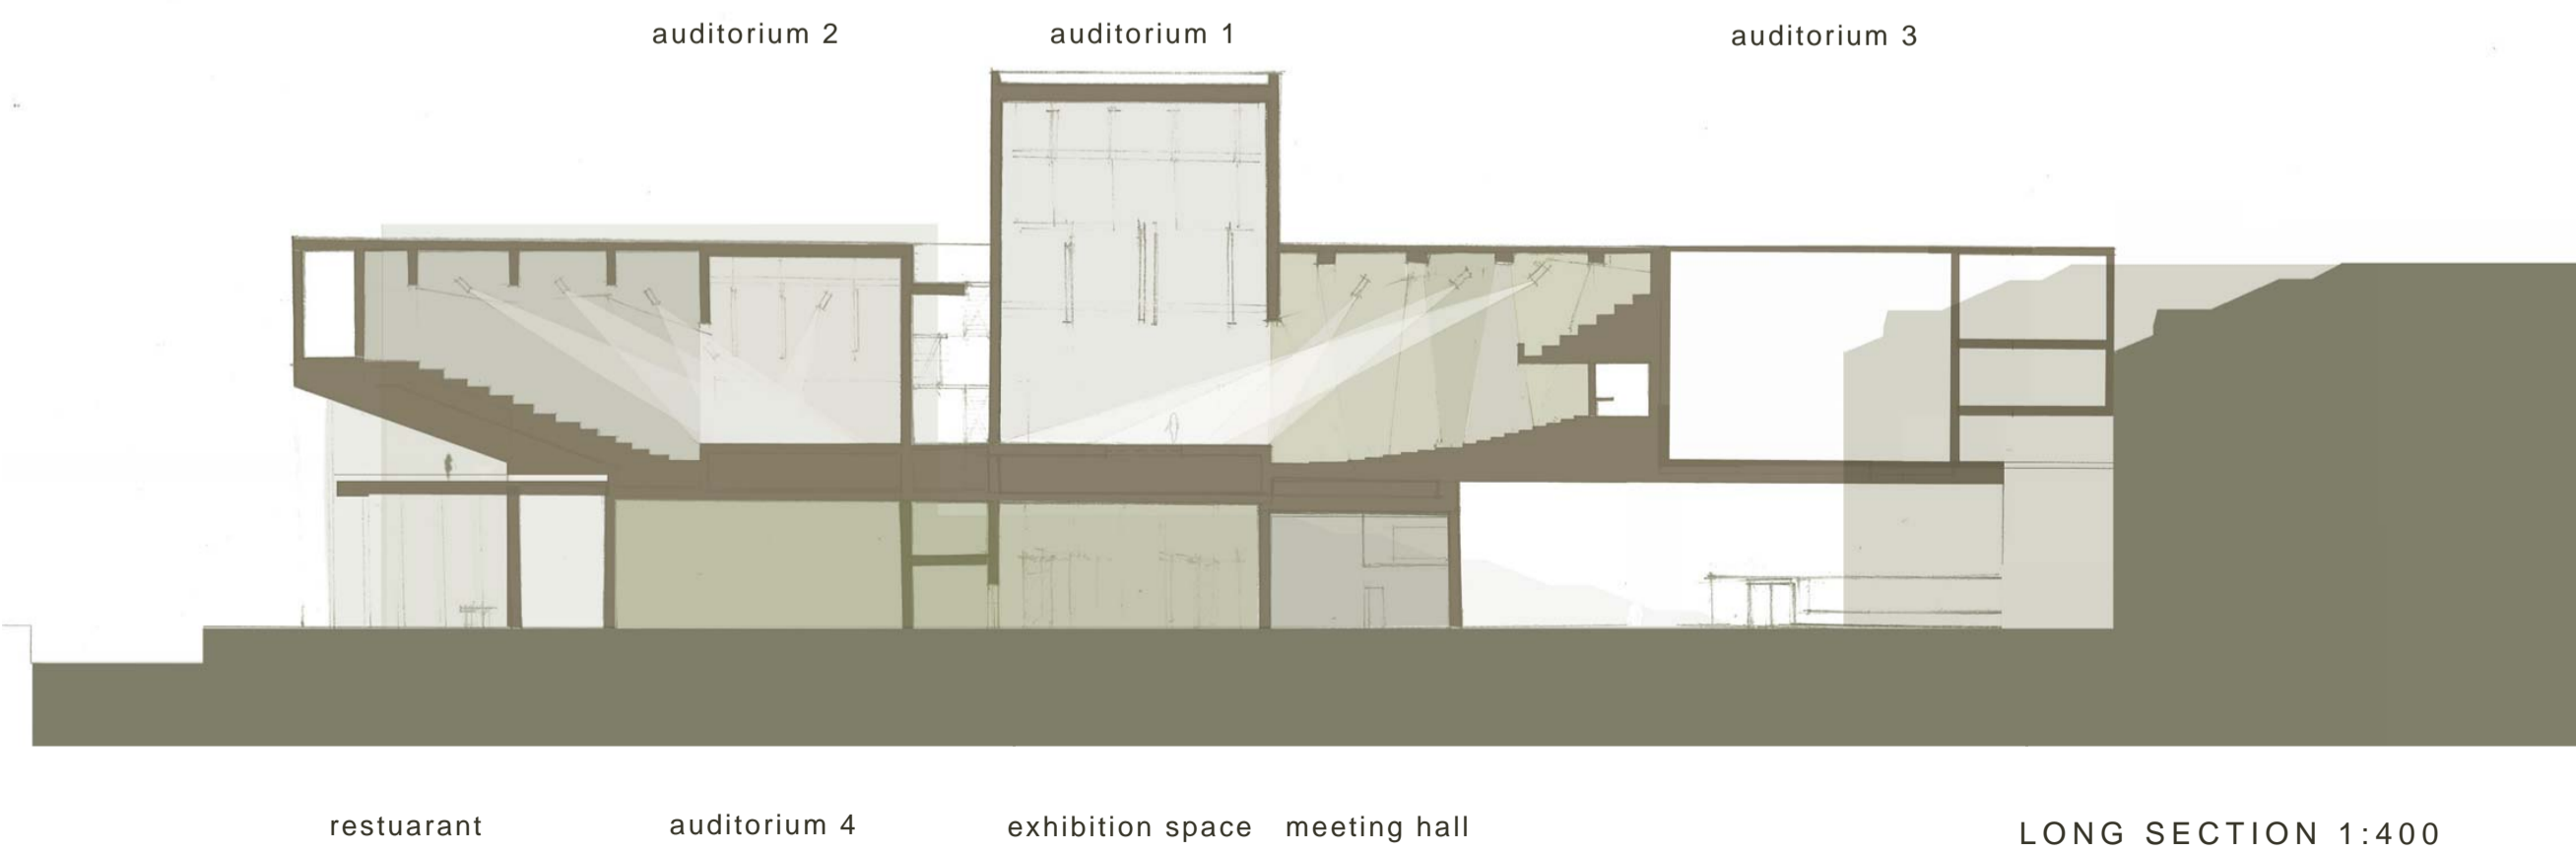 auditorium 2
auditorium 1
auditorium 3
restuarant
auditorium 4
exhibition space
meeting hall
LONG SECTION 1:400